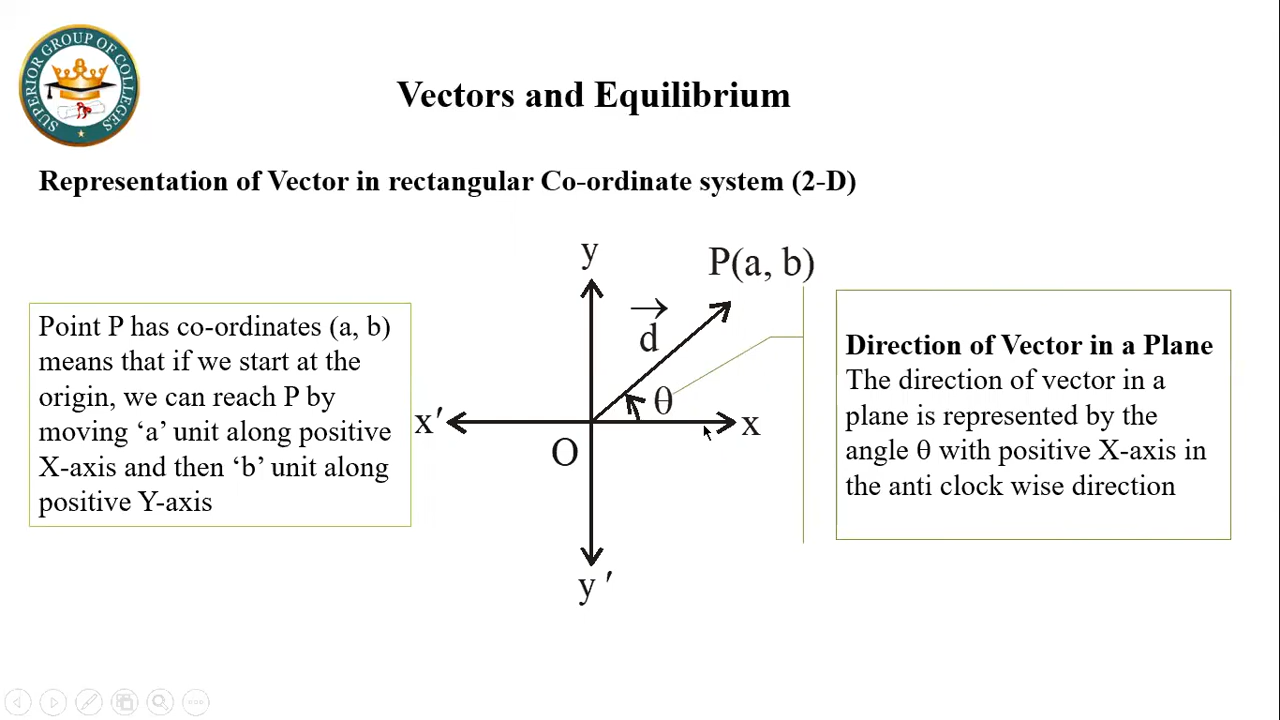 SUPERIOR GROUP OF COLLEGES
Vectors and Equilibrium
Representation of Vector in rectangular Co-ordinate system (2-D)
Point P has co-ordinates (a, b)
means that if we start at the
origin, we can reach P by
moving ‘a’ unit along positive
X-axis and then ‘b’ unit along
positive Y-axis
y
P(a, b)
d
θ
x′
x
O
y′
Direction of Vector in a Plane
The direction of vector in a
plane is represented by the
angle θ with positive X-axis in
the anti clock wise direction